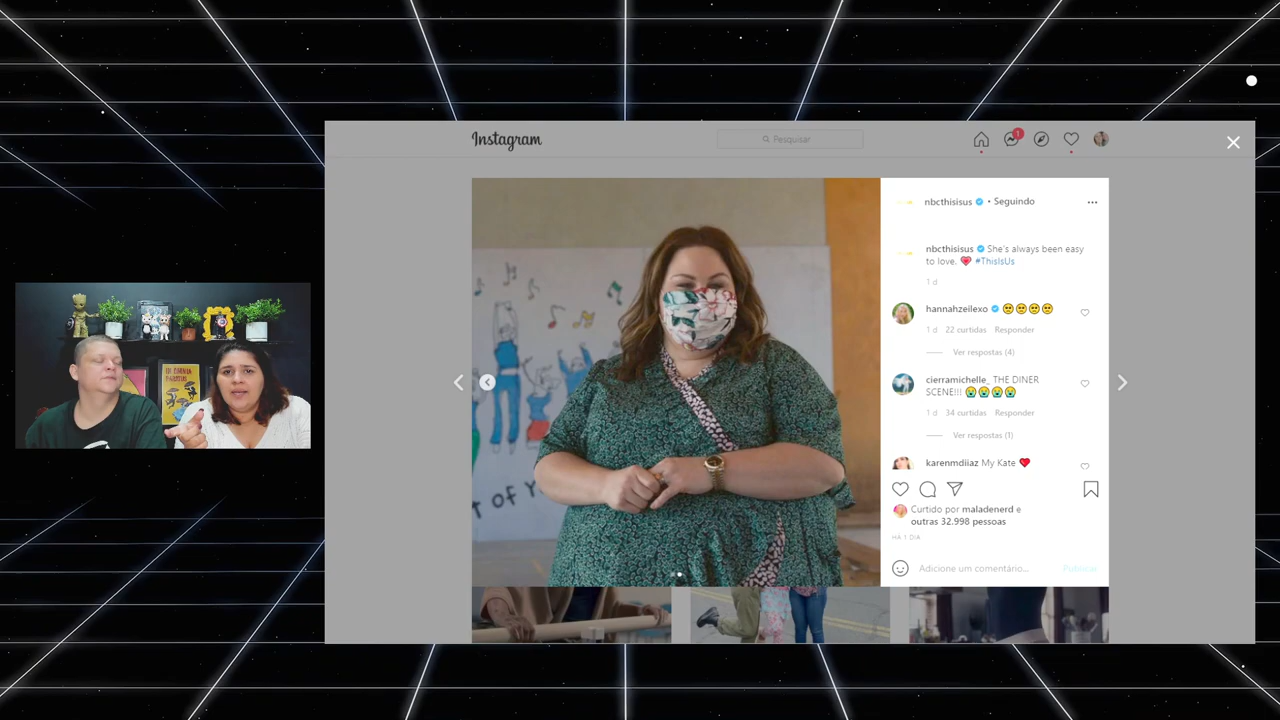 Instagram
Pesquisar
1
nbcthisisus • Seguindo
nbcthisisus She's always been easy
to love. 💗 #ThisIsUs
1 d
hannahzeilexo 😢😢😢😢
1 d 22 curtidas Responder
Ver respostas (4)
cierramichelle_ THE DINER
SCENE!!! 😭😭😭😭
1 d 34 curtidas Responder
Ver respostas (1)
karenmdiiaz My Kate ❤️
Curtido por maladenerd e
outras 32.998 pessoas
HÁ 1 DIA
Adicione um comentário...
Publicar
T OF Y